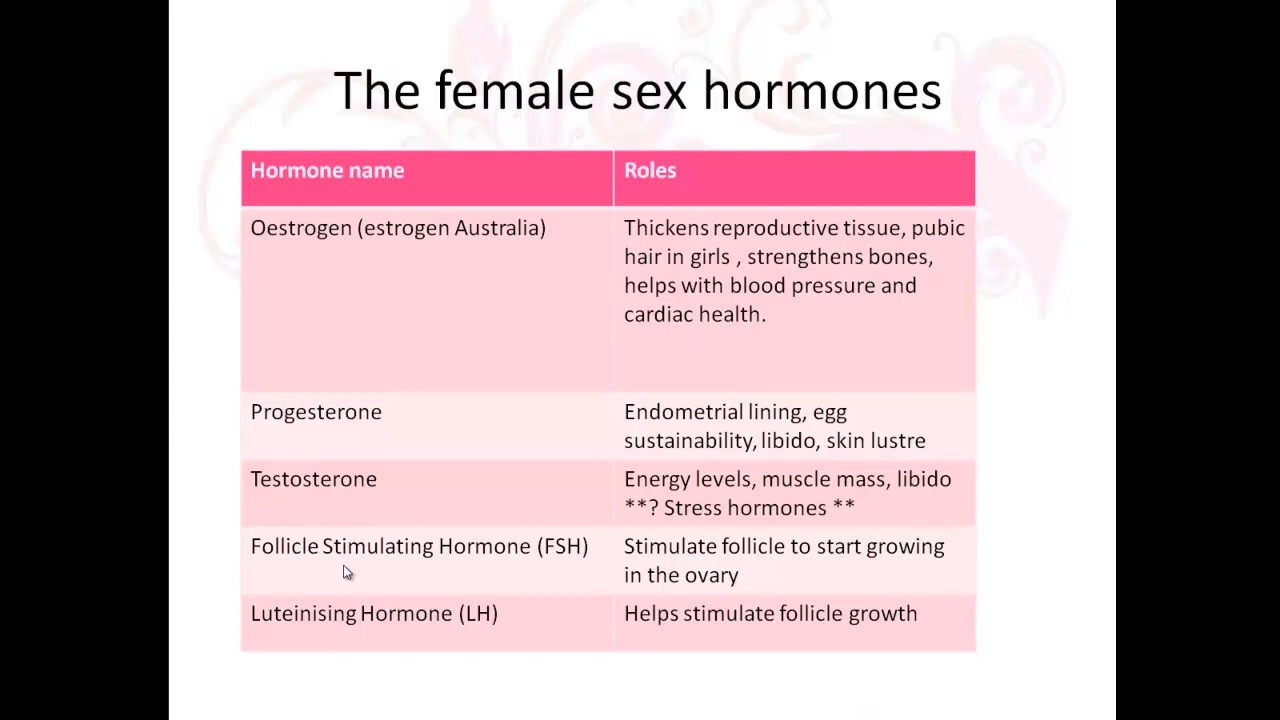 The female sex hormones
Hormone name
Roles
Oestrogen (estrogen Australia)
Thickens reproductive tissue, pubic
hair in girls , strengthens bones,
helps with blood pressure and
cardiac health.
Progesterone
Endometrial lining, egg
sustainability, libido, skin lustre
Testosterone
Energy levels, muscle mass, libido
**? Stress hormones **
Follicle Stimulating Hormone (FSH)
Stimulate follicle to start growing
in the ovary
Luteinising Hormone (LH)
Helps stimulate follicle growth